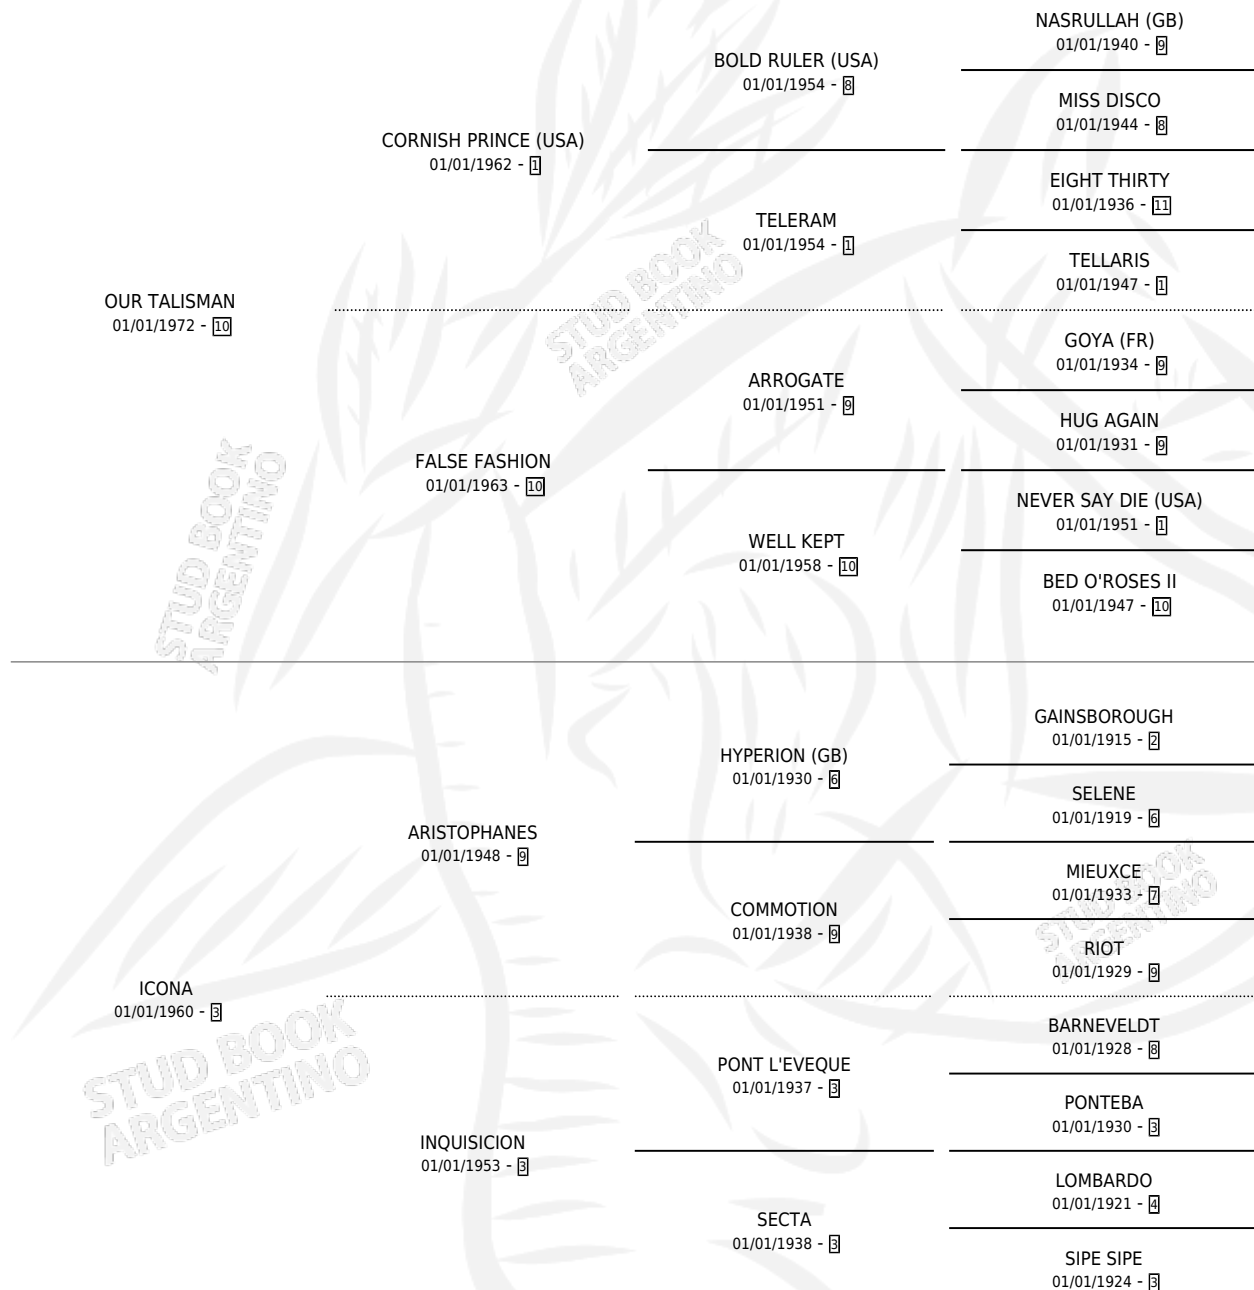 NASRULLAH (GB)
01/01/1940 - 9
BOLD RULER (USA)
01/01/1954 - 8
MISS DISCO
01/01/1944 - 8
CORNISH PRINCE (USA)
01/01/1962 - 1
EIGHT THIRTY
01/01/1936 - 11
TELERAM
01/01/1954 - 1
TELLARIS
01/01/1947 - 1
OUR TALISMAN
01/01/1972 - 10
GOYA (FR)
01/01/1934 - 9
ARROGATE
01/01/1951 - 9
HUG AGAIN
01/01/1931 - 9
FALSE FASHION
01/01/1963 - 10
NEVER SAY DIE (USA)
01/01/1951 - 1
WELL KEPT
01/01/1958 - 10
BED O'ROSES II
01/01/1947 - 10
GAINSBOROUGH
01/01/1915 - 2
HYPERION (GB)
01/01/1930 - 6
SELENE
01/01/1919 - 6
ARISTOPHANES
01/01/1948 - 9
MIEUXCE
01/01/1933 - 7
COMMOTION
01/01/1938 - 9
RIOT
01/01/1929 - 9
ICONA
01/01/1960 - 3
BARNEVELDT
01/01/1928 - 8
PONT L'EVEQUE
01/01/1937 - 3
PONTEBA
01/01/1930 - 3
INQUISICION
01/01/1953 - 3
LOMBARDO
01/01/1921 - 4
SECTA
01/01/1938 - 3
SIPE SIPE
01/01/1924 - 3
STUD BOOK
ARGENTINO
STUD BOOK
ARGENTINO
STUD BOOK
ARGENTINO
STUD BOOK
ARGENTINO